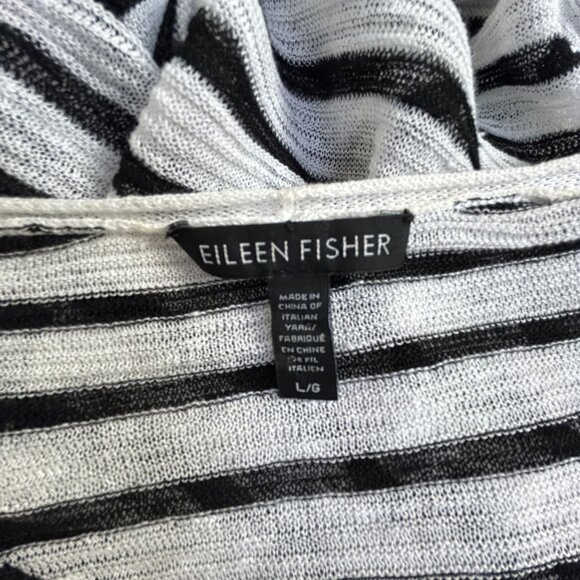 EILEEN FISHER
MADE IN
CHINA OF
ITALIAN
YARN/
FABRIQUÉ
EN CHINE
DE FIL
ITALIEN
L/G